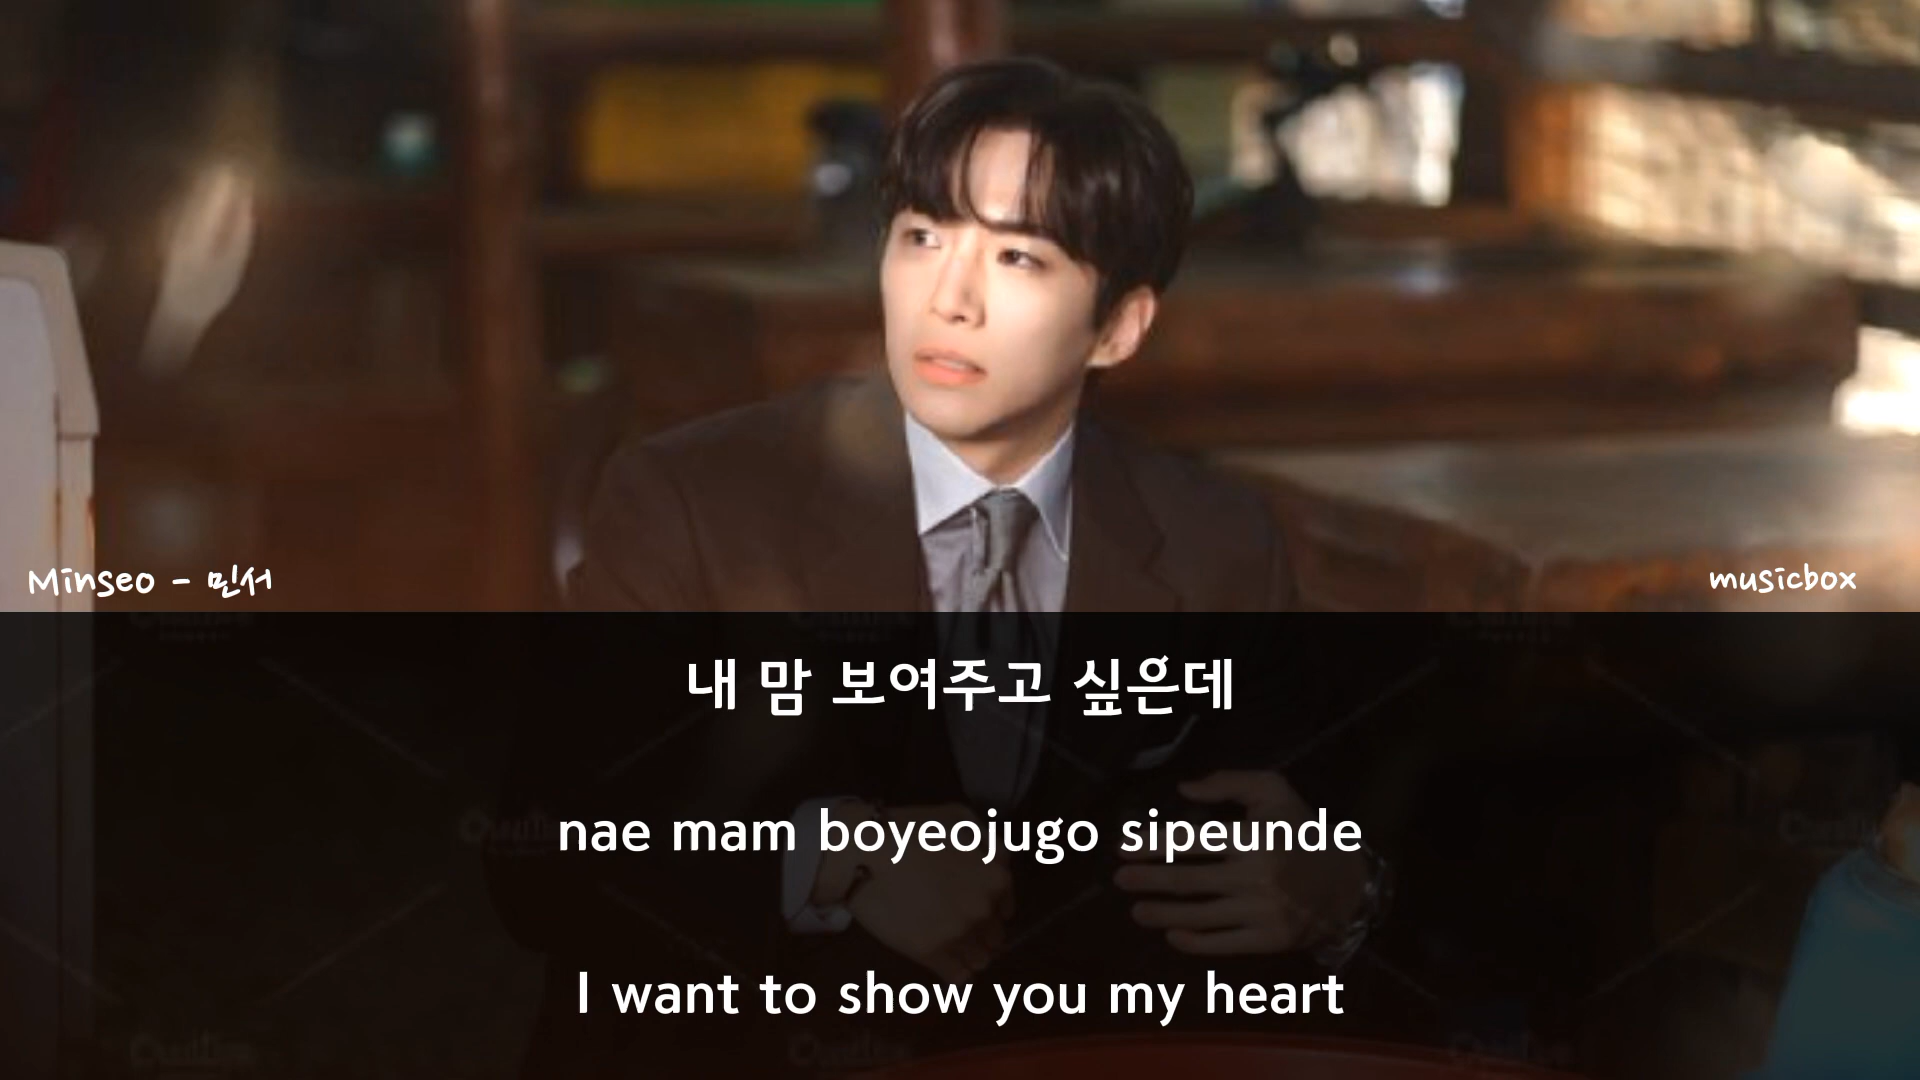 Minseo - 민서
musicbox
내 맘 보여주고 싶은데
nae mam boyeojugo sipeunde
I want to show you my heart